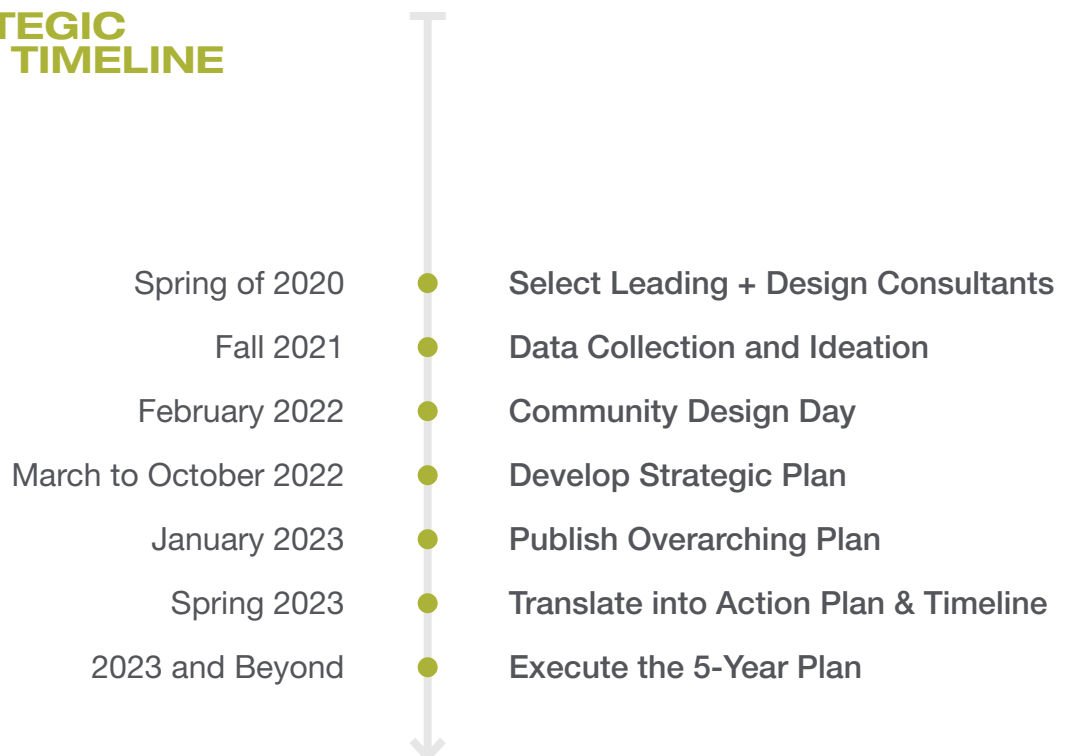 TEGIC
TIMELINE
Spring of 2020 Select Leading + Design Consultants
Fall 2021 Data Collection and Ideation
February 2022 Community Design Day
March to October 2022 Develop Strategic Plan
January 2023 Publish Overarching Plan
Spring 2023 Translate into Action Plan & Timeline
2023 and Beyond Execute the 5-Year Plan